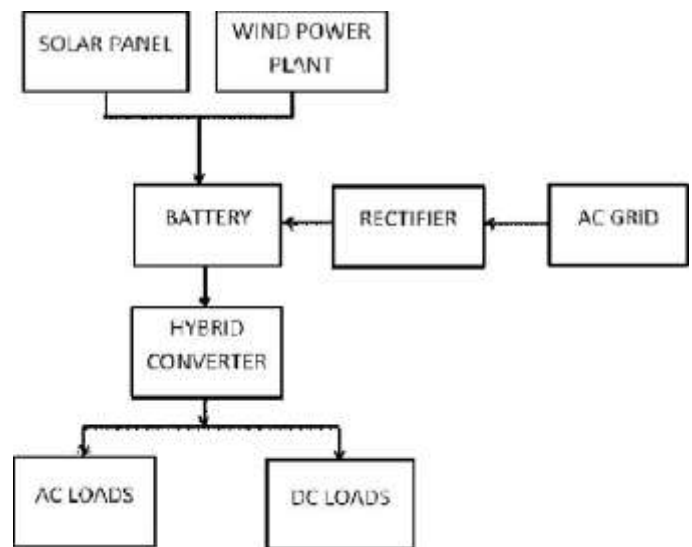 SOLAR PANEL
WIND POWER
PLANT
BATTERY
RECTIFIER
AC GRID
HYBRID
CONVERTER
AC LOADS
DC LOADS